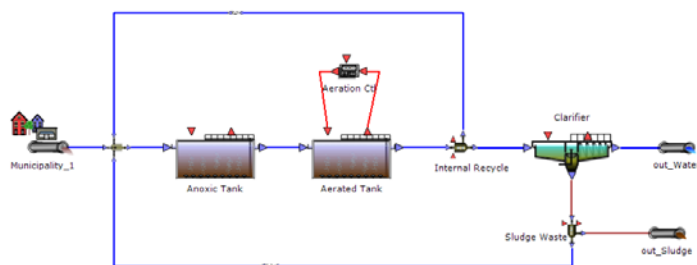 Aeration Ctl
Clarifier
Municipality_1
Internal Recycle
out_Water
Anoxic Tank
Aerated Tank
Sludge Waste
out_Sludge